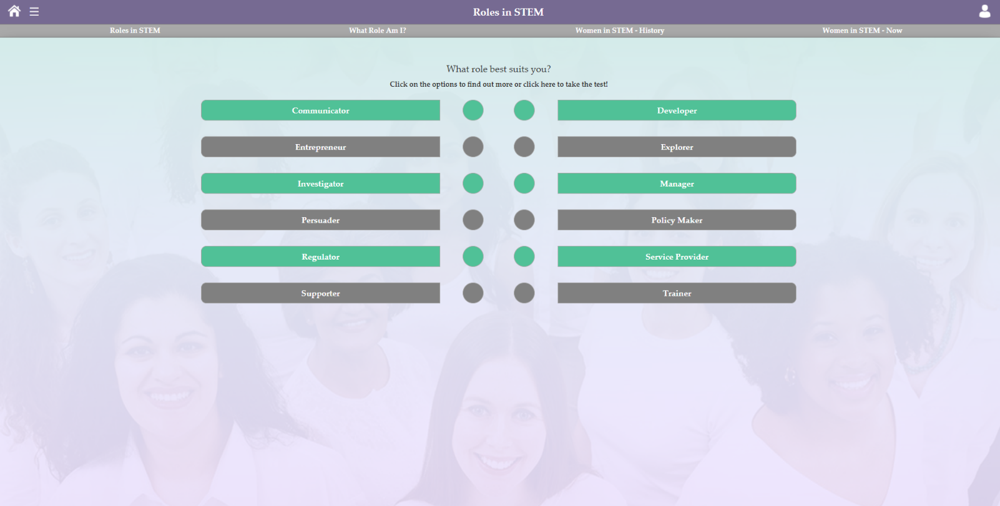 Roles in STEM
Roles in STEM
What Role Am I?
Women in STEM - History
Women in STEM - Now
What role best suits you?
Click on the options to find out more or click here to take the test!
Communicator
Developer
Entrepreneur
Explorer
Investigator
Manager
Persuader
Policy Maker
Regulator
Service Provider
Supporter
Trainer